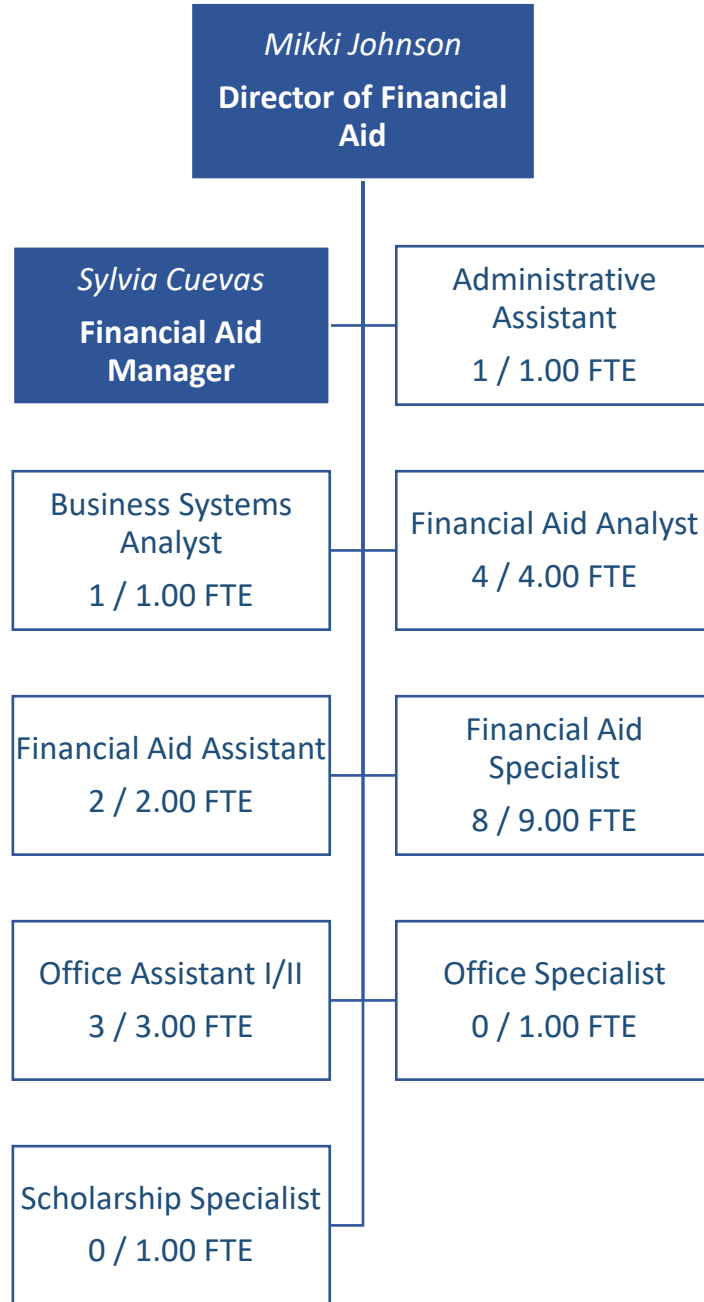 Mikki Johnson
Director of Financial
Aid
Sylvia Cuevas
Financial Aid
Manager
Administrative
Assistant
1 / 1.00 FTE
Business Systems
Analyst
1 / 1.00 FTE
Financial Aid Analyst
4 / 4.00 FTE
Financial Aid Assistant
2 / 2.00 FTE
Financial Aid
Specialist
8 / 9.00 FTE
Office Assistant I/II
3 / 3.00 FTE
Office Specialist
0 / 1.00 FTE
Scholarship Specialist
0 / 1.00 FTE